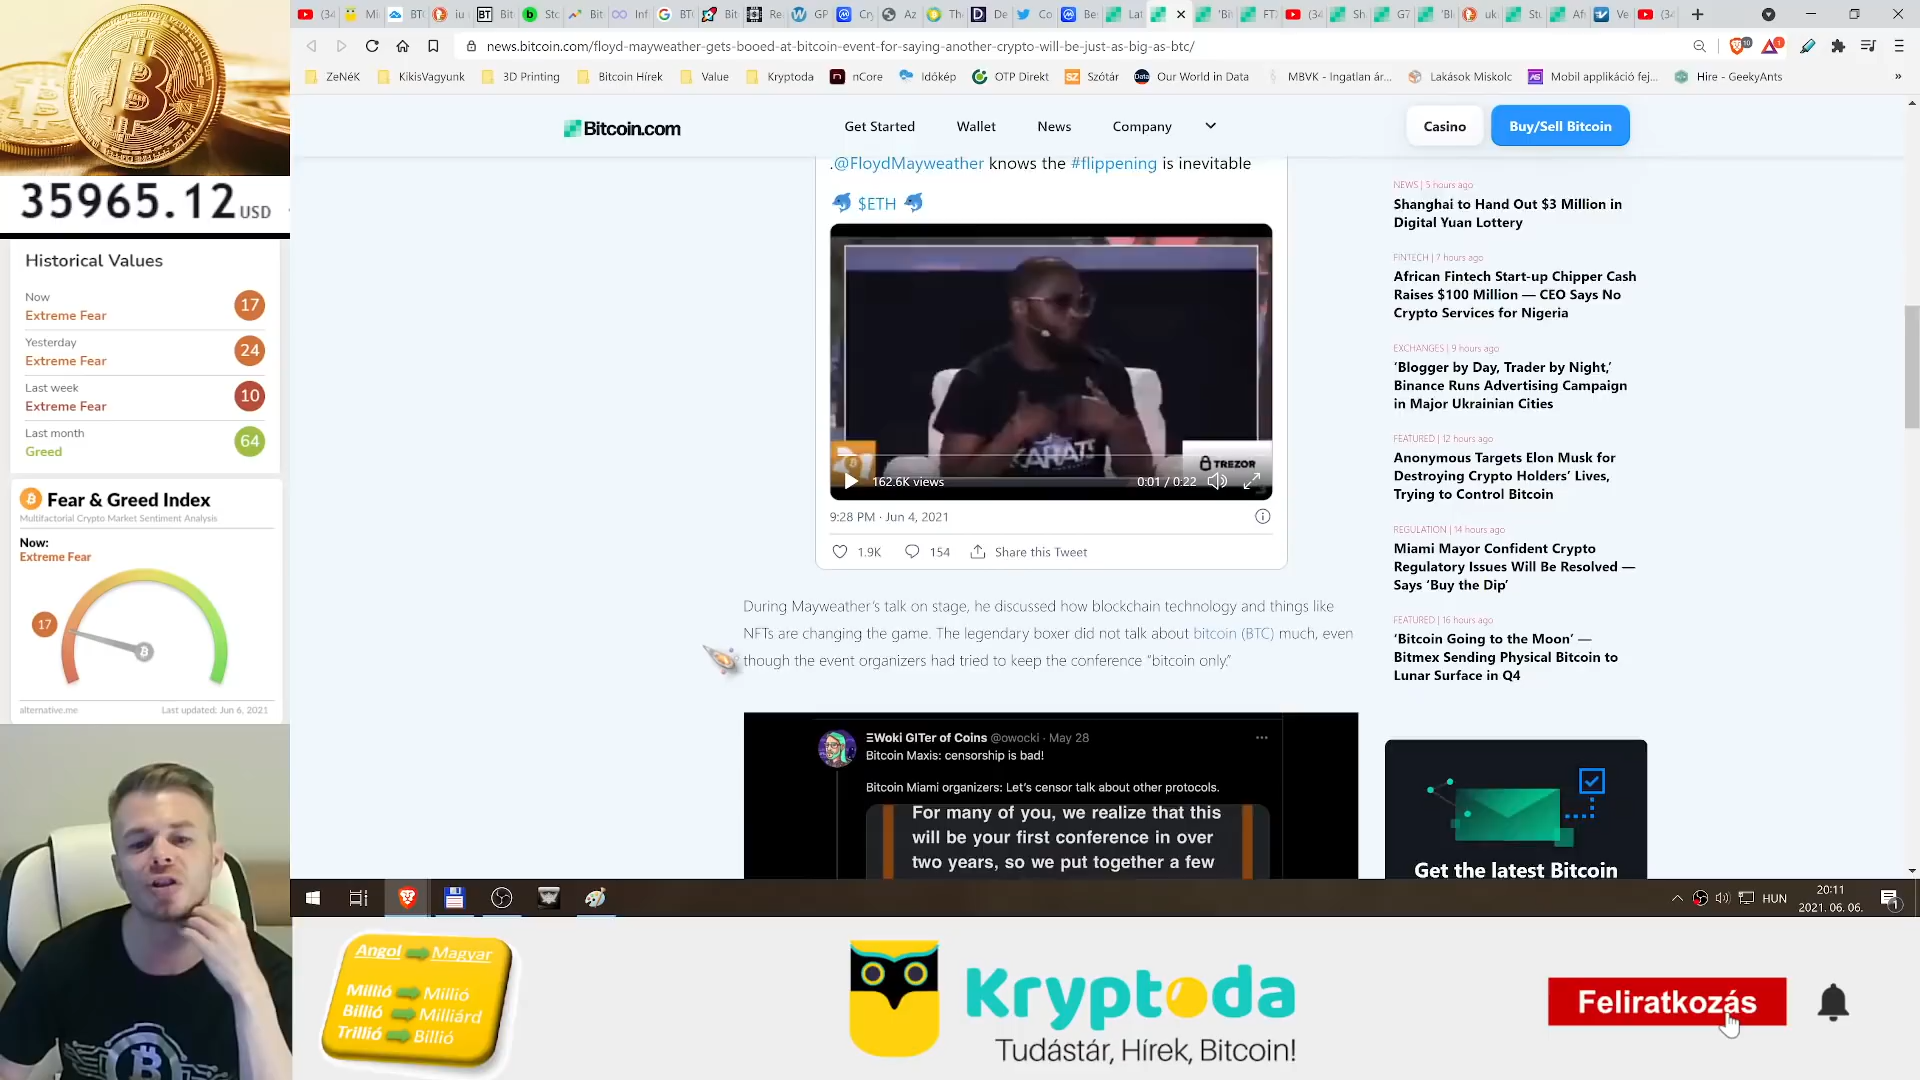 35965.12 USD
Historical Values
Now
Extreme Fear
17
Yesterday
Extreme Fear
24
Last week
Extreme Fear
10
Last month
Greed
64
Fear & Greed Index
Multifactorial Crypto Market Sentiment Analysis
Now:
Extreme Fear
17
alternative.me
Last updated: Jun 6, 2021
news.bitcoin.com/floyd-mayweather-gets-booed-at-bitcoin-event-for-saying-another-crypto-will-be-just-as-big-as-btc/
ZeNéK
KikisVagyunk
3D Printing
Bitcoin Hírek
Value
Kryptoda
nCore
Időkép
OTP Direkt
Szótár
Our World in Data
MBVK - Ingatlan ár...
Lakások Miskolc
Mobil applikáció fej...
Hire - GeekyAnts
Bitcoin.com
Get Started
Wallet
News
Company
Casino
Buy/Sell Bitcoin
.@FloydMayweather knows the #flippening is inevitable
$ETH
TREZOR
162.6K views
0:01 / 0:22
9:28 PM · Jun 4, 2021
1.9K
154
Share this Tweet
During Mayweather's talk on stage, he discussed how blockchain technology and things like
NFTs are changing the game. The legendary boxer did not talk about bitcoin (BTC) much, even
though the event organizers had tried to keep the conference “bitcoin only.”
ΞWoki GITer of Coins @owocki · May 28
Bitcoin Maxis: censorship is bad!
Bitcoin Miami organizers: Let's censor talk about other protocols.
For many of you, we realize that this
will be your first conference in over
two years, so we put together a few
NEWS | 5 hours ago
Shanghai to Hand Out $3 Million in
Digital Yuan Lottery
FINTECH | 7 hours ago
African Fintech Start-up Chipper Cash
Raises $100 Million — CEO Says No
Crypto Services for Nigeria
EXCHANGES | 9 hours ago
‘Blogger by Day, Trader by Night,’
Binance Runs Advertising Campaign
in Major Ukrainian Cities
FEATURED | 12 hours ago
Anonymous Targets Elon Musk for
Destroying Crypto Holders’ Lives,
Trying to Control Bitcoin
REGULATION | 14 hours ago
Miami Mayor Confident Crypto
Regulatory Issues Will Be Resolved —
Says ‘Buy the Dip’
FEATURED | 16 hours ago
‘Bitcoin Going to the Moon’ —
Bitmex Sending Physical Bitcoin to
Lunar Surface in Q4
Get the latest Bitcoin
HUN
20:11
2021. 06. 06.
Angol Magyar
Millió Millió
Billió Milliárd
Trillió Billió
Kryptoda
Tudástár, Hírek, Bitcoin!
Feliratkozás